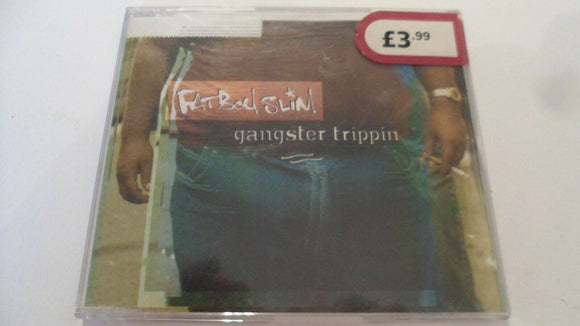 £3.99
FATBOY SLIM
gangster trippin